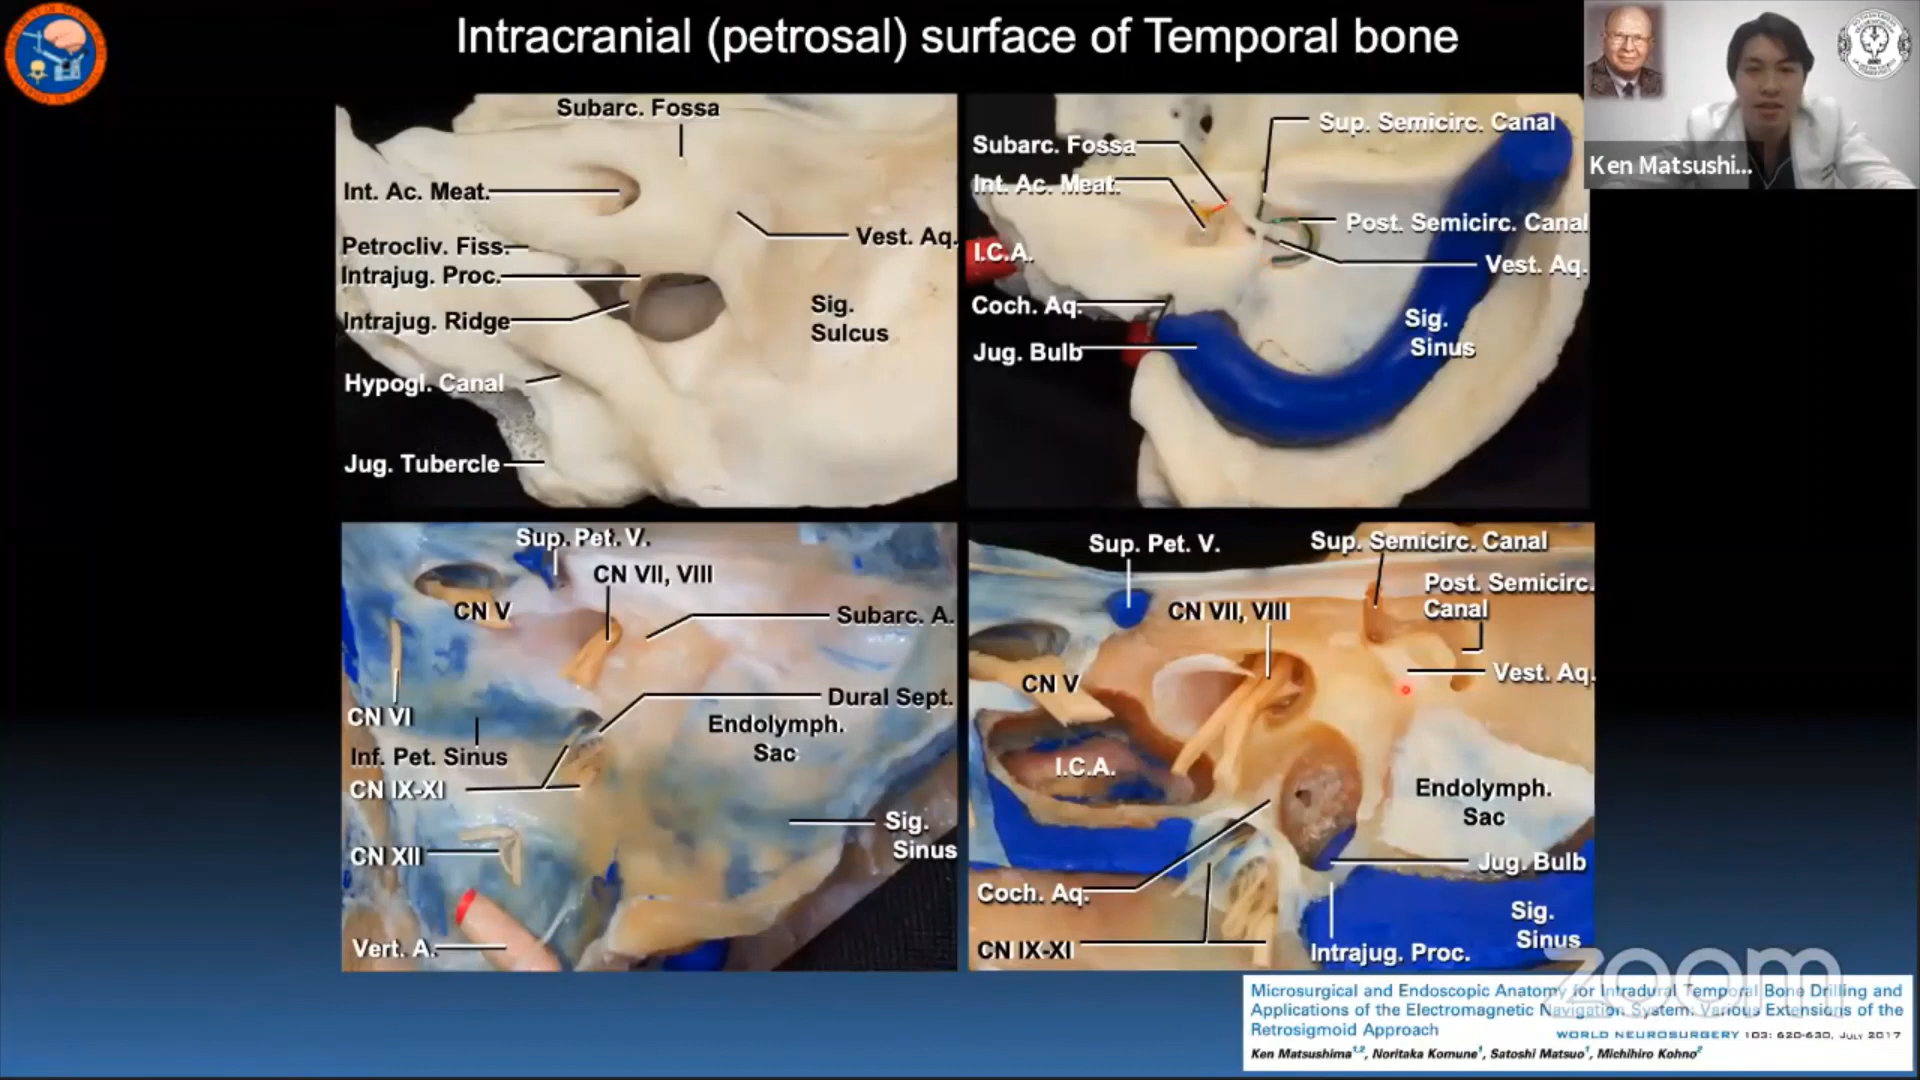 Intracranial (petrosal) surface of Temporal bone
Ken Matsushi...
Subarc. Fossa
Int. Ac. Meat.
Petrocliv. Fiss.
Intrajug. Proc.
Intrajug. Ridge
Hypogl. Canal
Jug. Tubercle
Vest. Aq.
Sig.
Sulcus
Sup. Semicirc. Canal
Subarc. Fossa
Int. Ac. Meat.
Post. Semicirc. Canal
I.C.A.
Vest. Aq.
Coch. Aq.
Jug. Bulb
Sig.
Sinus
Sup. Pet. V.
CN VII, VIII
CN V
Subarc. A.
Dural Sept.
CN VI
Endolymph.
Sac
Inf. Pet. Sinus
CN IX-XI
Sig.
Sinus
CN XII
Vert. A.
Sup. Pet. V.
Sup. Semicirc. Canal
Post. Semicirc.
Canal
CN VII, VIII
CN V
Vest. Aq.
I.C.A.
Endolymph.
Sac
Jug. Bulb
Coch. Aq.
Sig.
Sinus
CN IX-XI
Intrajug. Proc.
zoom
Microsurgical and Endoscopic Anatomy for Intradural Temporal Bone Drilling and
Applications of the Electromagnetic Navigation System: Various Extensions of the
Retrosigmoid Approach
WORLD NEUROSURGERY 103: 620-630, JULY 2017
Ken Matsushima1,2, Noritaka Komune1, Satoshi Matsuo1, Michihiro Kohno2